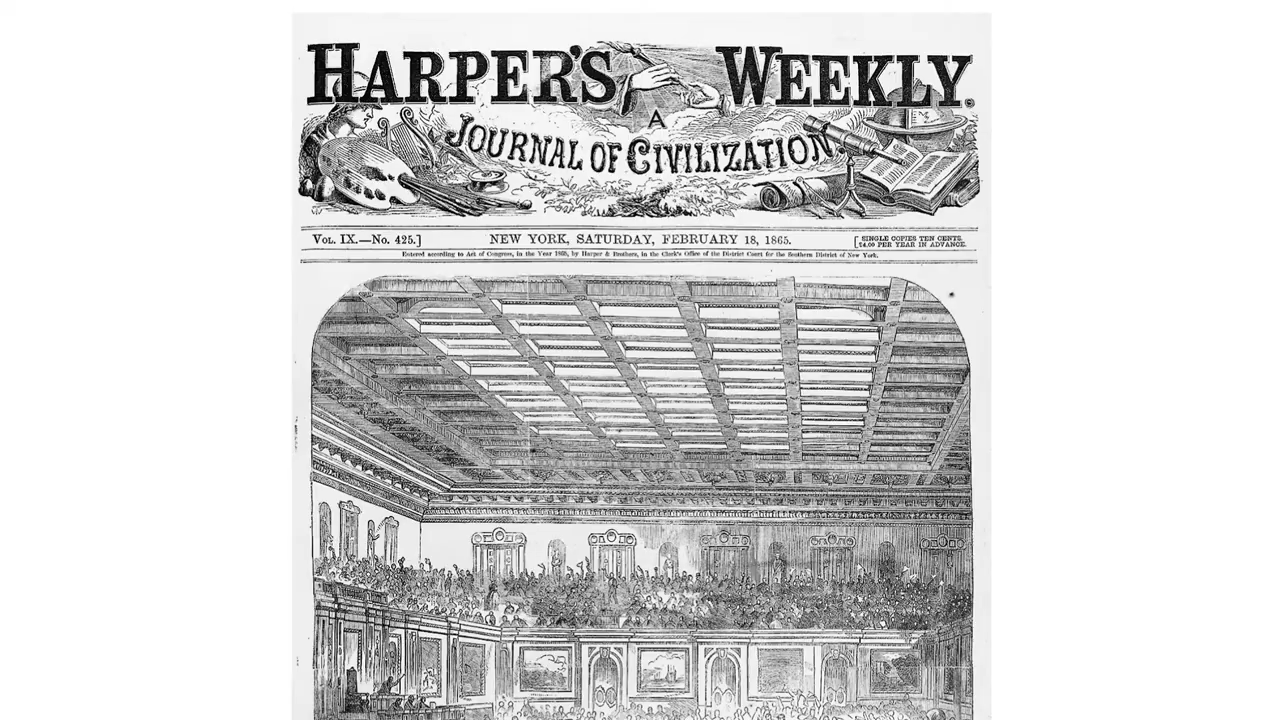 HARPER'S WEEKLY.
A
JOURNAL OF CIVILIZATION
VOL. IX.—No. 425.]
NEW YORK, SATURDAY, FEBRUARY 18, 1865.
[SINGLE COPIES TEN CENTS.
$4.00 PER YEAR IN ADVANCE.
Entered according to Act of Congress, in the Year 1865, by Harper & Brothers, in the Clerk's Office of the District Court for the Southern District of New York.